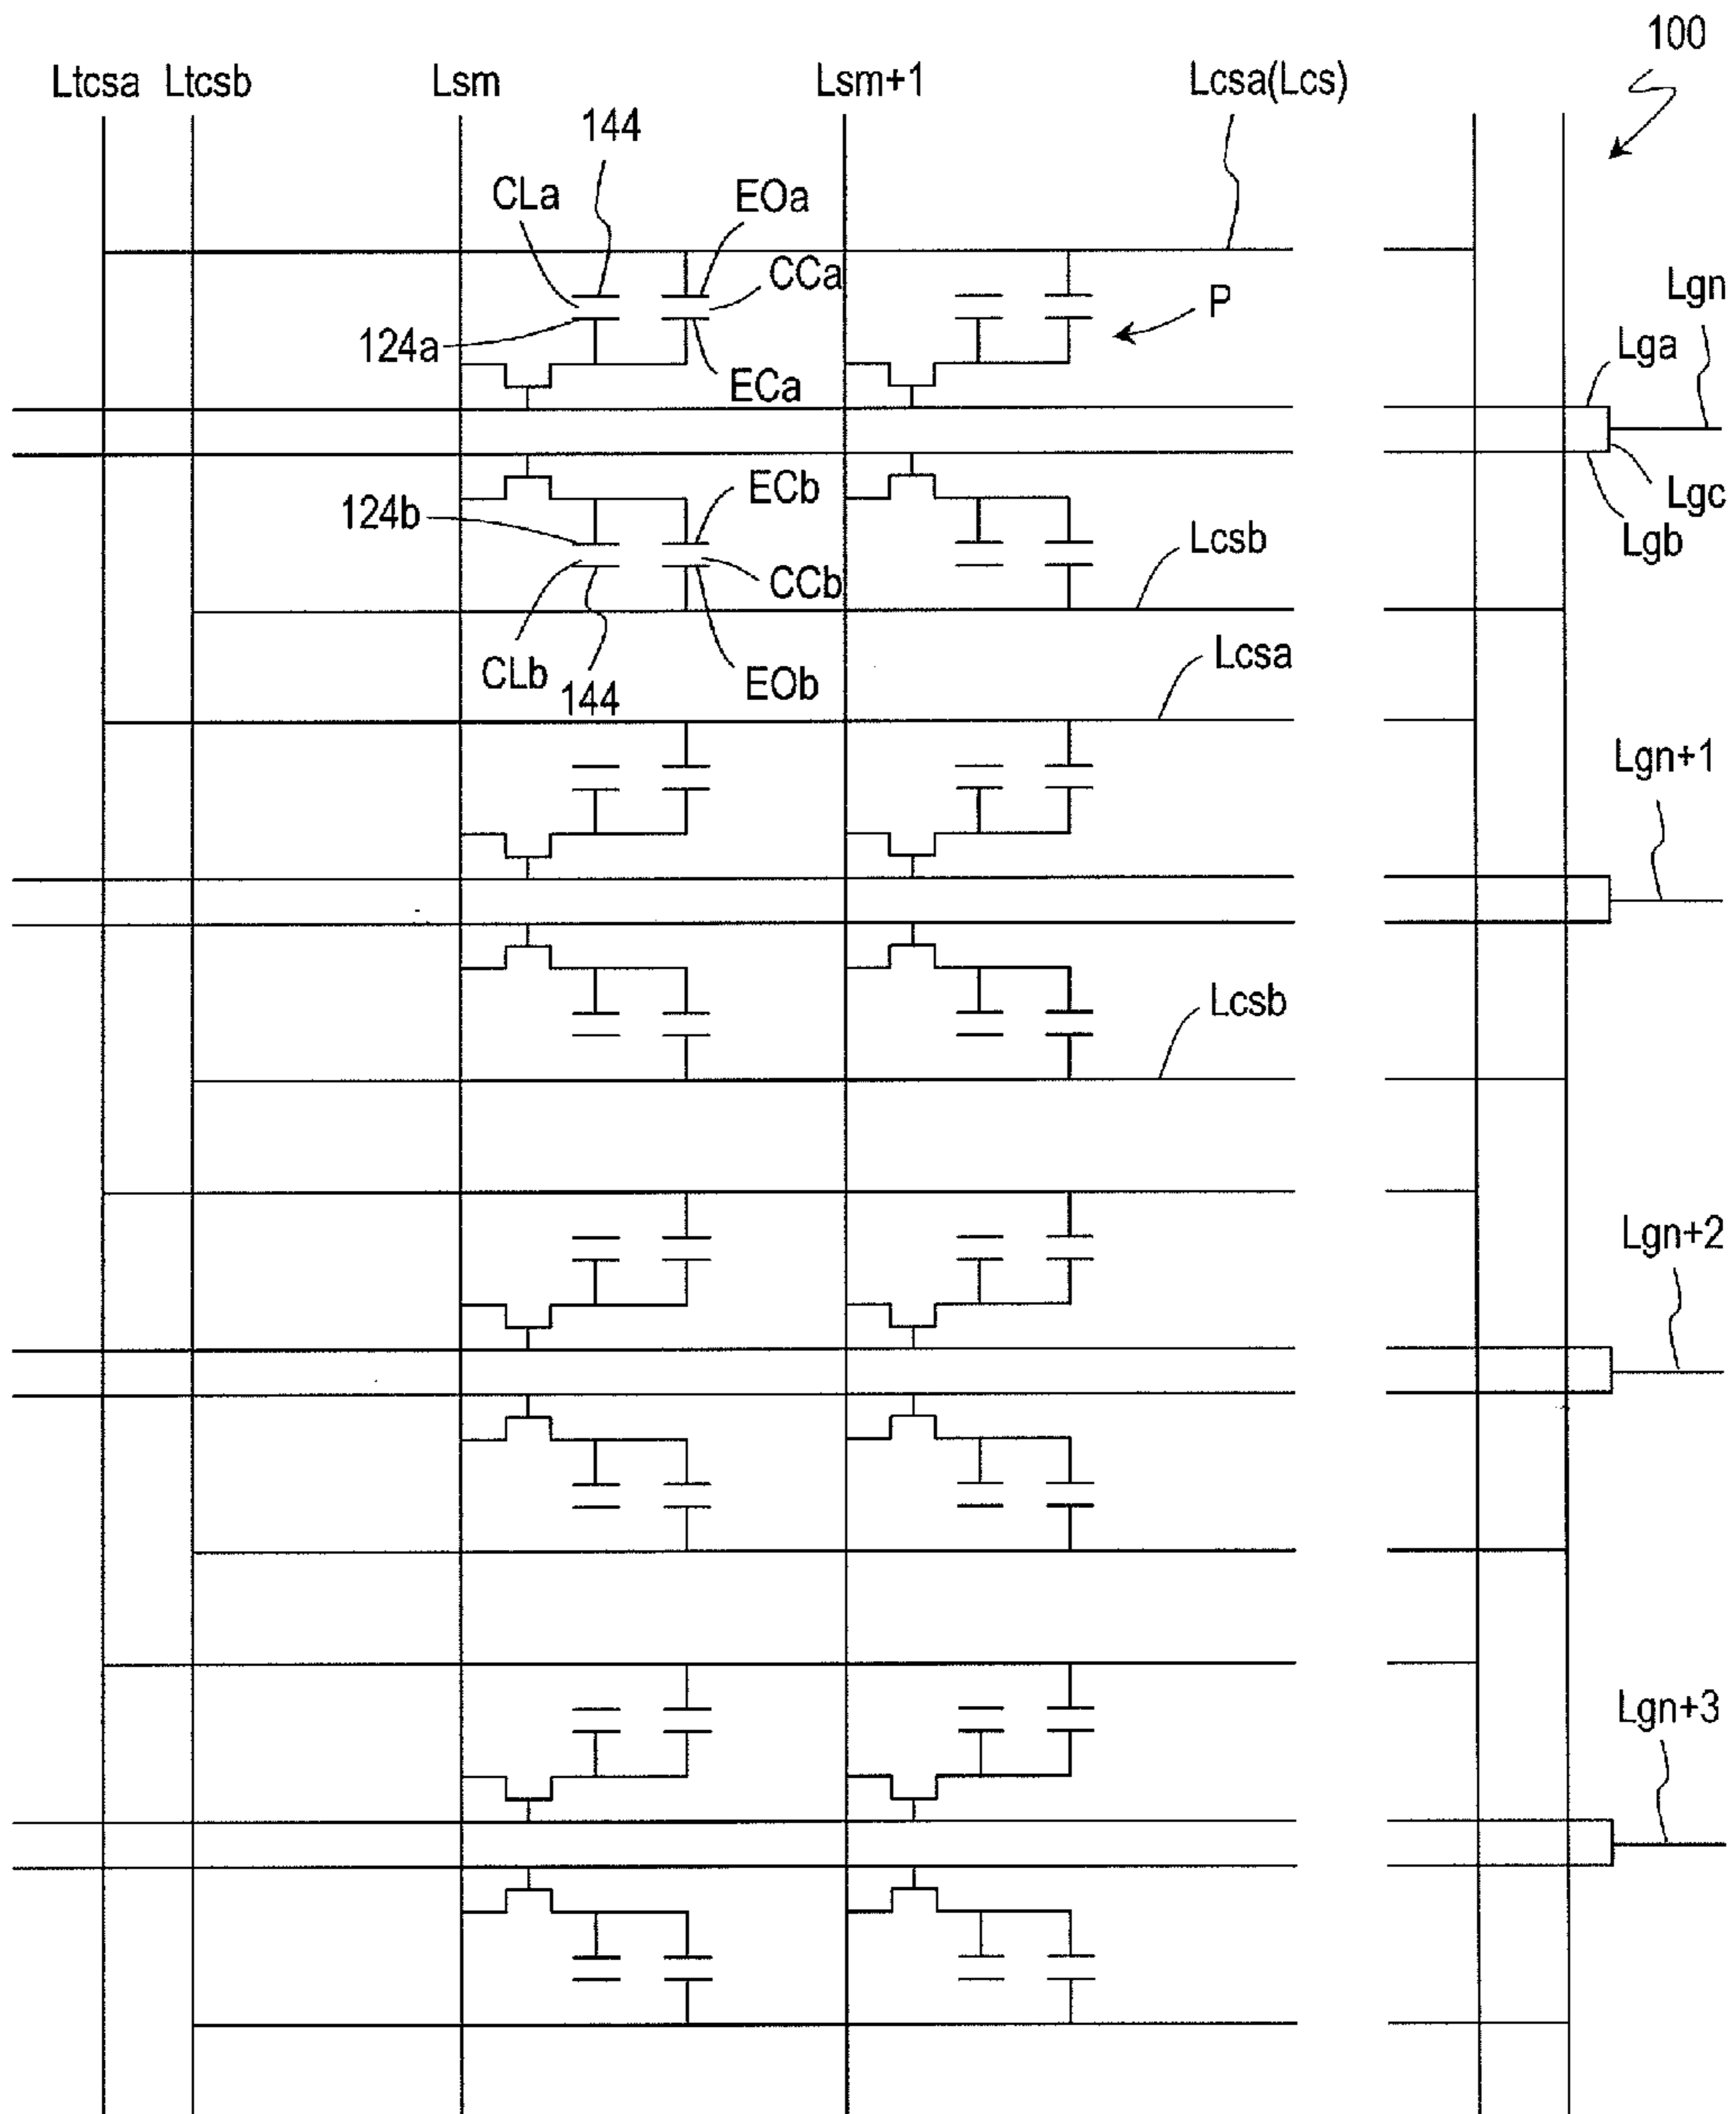 100
Ltcsa Ltcsb Lsm Lsm+1 Lcsa(Lcs)
144
CLa EOa
CCa
P
Lgn
124a
Lga
ECa
ECb
Lgc
124b
Lcsb
Lgb
CCb
Lcsa
CLb
144
EOb
Lgn+1
Lcsb
Lgn+2
Lgn+3